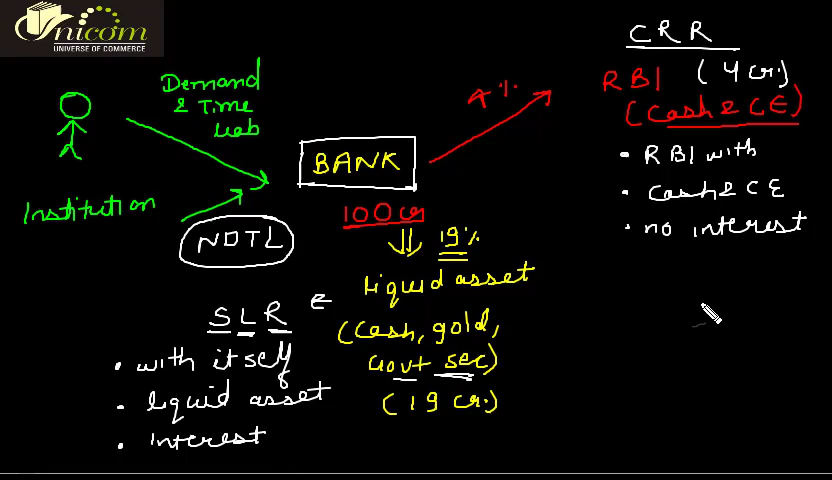 Unicom
UNIVERSE OF COMMERCE
CRR
RBI (4 cr.)
(Cash & CE)
• RBI with
• Cash & CE
• no interest
Demand
& Time
Liab
4%
BANK
Institution
100 cr
NDTL
19%
Liquid asset
(Cash, gold,
Govt sec)
(19 cr.)
SLR
• with itself
• Liquid asset
• Interest